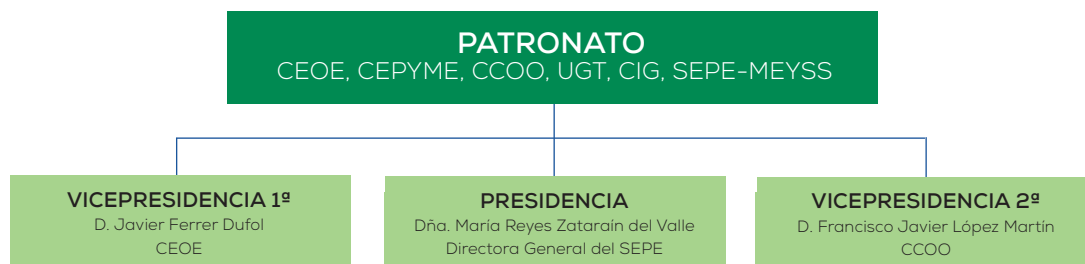 PATRONATO
CEOE, CEPYME, CCOO, UGT, CIG, SEPE-MEYSS
VICEPRESIDENCIA 1ª
D. Javier Ferrer Dufol
CEOE
PRESIDENCIA
Dña. María Reyes Zataraín del Valle
Directora General del SEPE
VICEPRESIDENCIA 2ª
D. Francisco Javier López Martín
CCOO